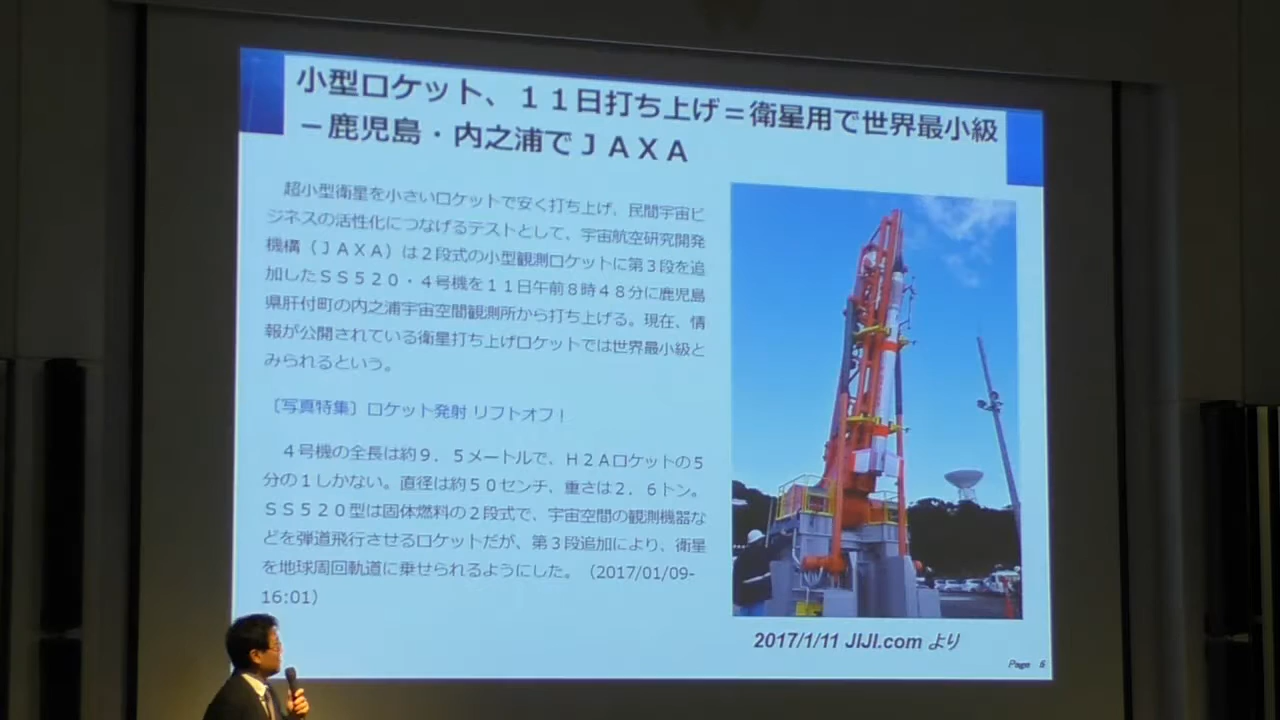 小型ロケット、１１日打ち上げ＝衛星用で世界最小級
－鹿児島・内之浦でＪＡＸＡ
超小型衛星を小さいロケットで安く打ち上げ、民間宇宙ビ
ジネスの活性化につなげるテストとして、宇宙航空研究開発
機構（ＪＡＸＡ）は２段式の小型観測ロケットに第３段を追
加したＳＳ５２０・４号機を１１日午前８時４８分に鹿児島
県肝付町の内之浦宇宙空間観測所から打ち上げる。現在、情
報が公開されている衛星打ち上げロケットでは世界最小級と
みられるという。
〔写真特集〕ロケット発射 リフトオフ！
４号機の全長は約９．５メートルで、Ｈ２Ａロケットの５
分の１しかない。直径は約５０センチ、重さは２．６トン。
ＳＳ５２０型は固体燃料の２段式で、宇宙空間の観測機器な
どを弾道飛行させるロケットだが、第３段追加により、衛星
を地球周回軌道に乗せられるようにした。（2017/01/09-
16:01）
2017/1/11 JIJI.com より
Page 6